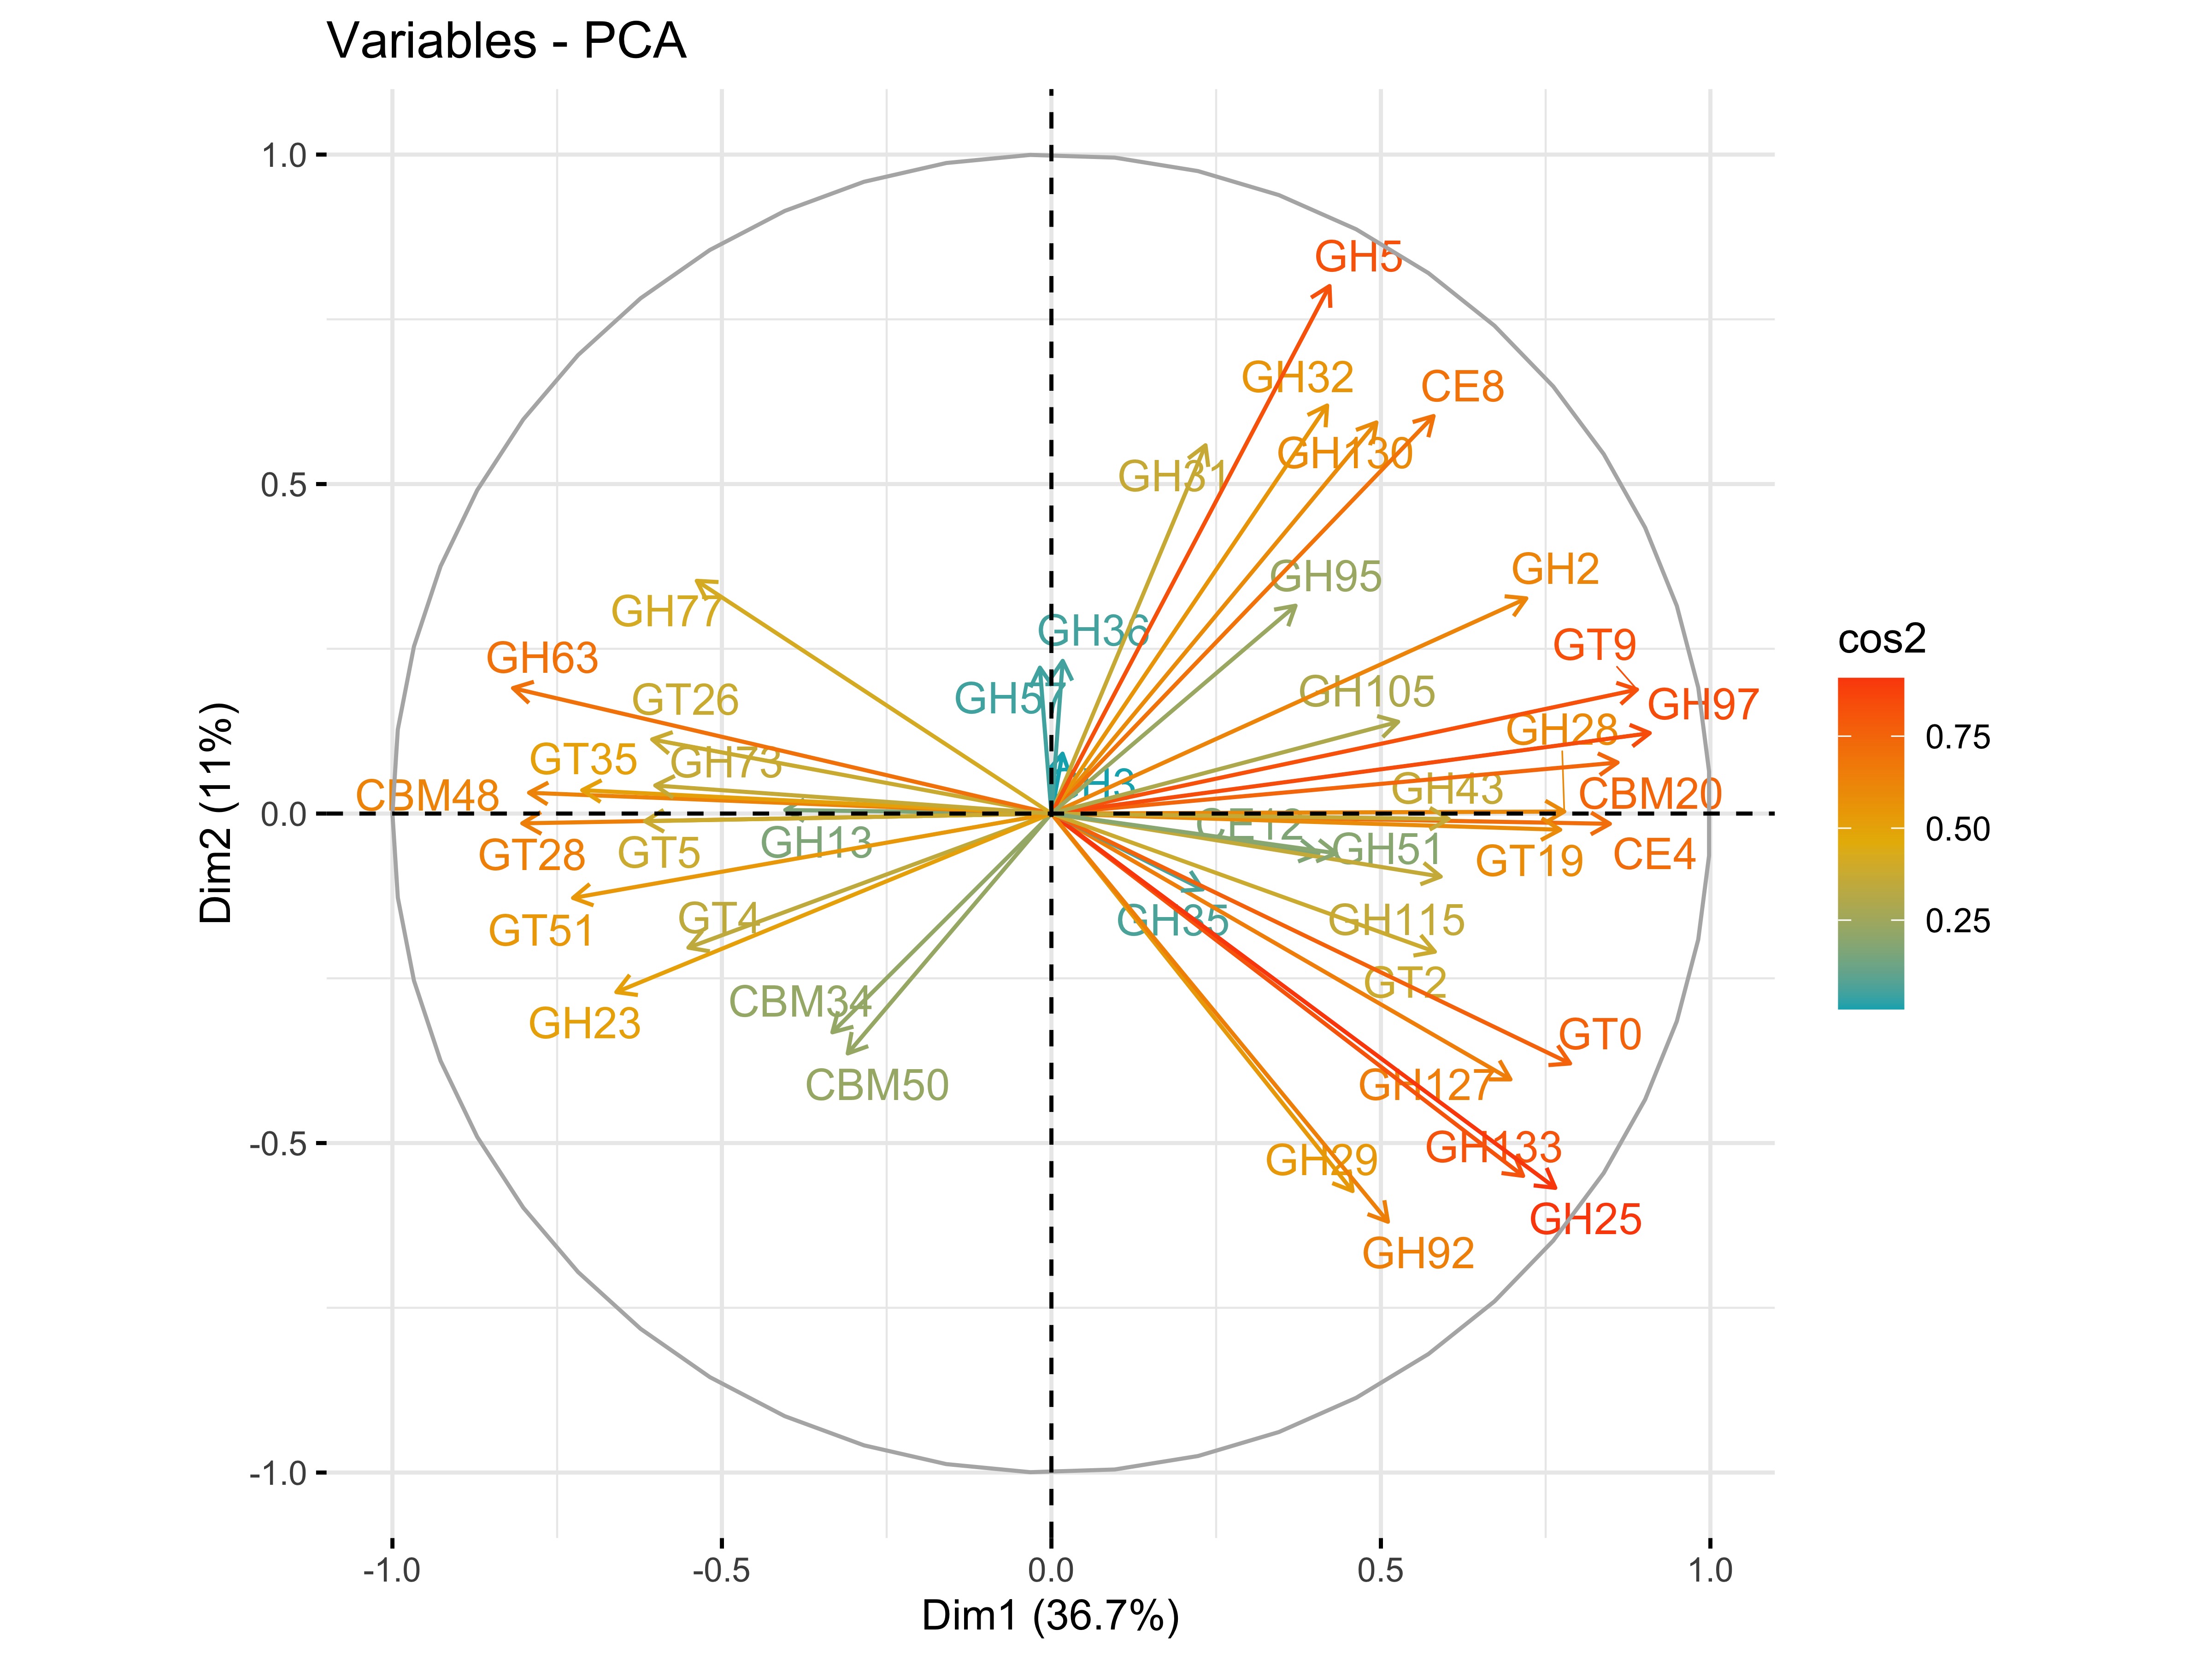 Variables - PCA
1.0
GH5
GH32
CE8
GH130
GH31
0.5
GH95
GH2
GH77
GH36
GT9
GH63
GT26
GH57
GH105
GH97
GH28
GT35
GH73
GH3
GH43
CBM48
CBM20
0.0
CE12
GH13
GH51
GT28
GT5
GT19
CE4
GT51
GT4
GH35
GH115
GT2
CBM34
GH23
GT0
CBM50
GH127
-0.5
GH133
GH29
GH25
GH92
-1.0
-1.0
-0.5
0.0
0.5
1.0
Dim1 (36.7%)
Dim2 (11%)
cos2
0.75
0.50
0.25